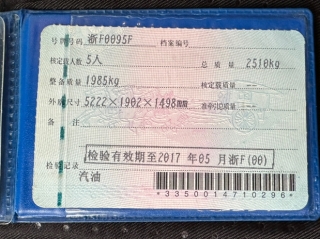 号牌号码 浙F0095F 档案编号
核定载人数 5人 总质量 2510kg
整备质量 1985kg 核定载质量 --
外廓尺寸 5222×1902×1498mm 准牵引总质量 --
备注
检验有效期至2017年05月浙F(00)
检验记录
汽油
*3350014710296*